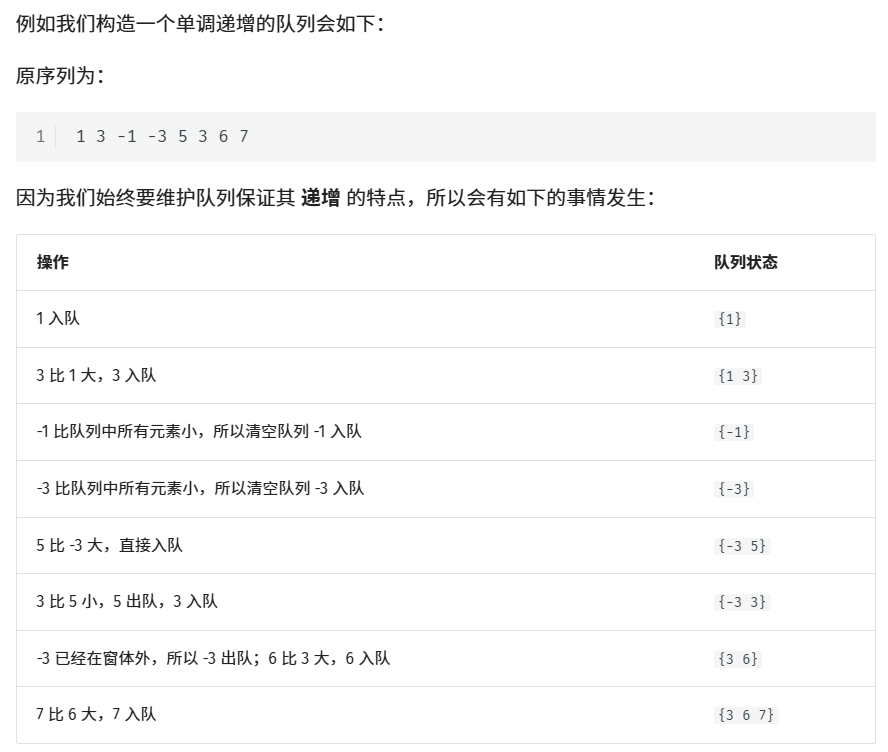 例如我们构造一个单调递增的队列会如下：
原序列为：
1 1 3 -1 -3 5 3 6 7
因为我们始终要维护队列保证其 递增 的特点，所以会有如下的事情发生：
操作 队列状态
1 入队 {1}
3 比 1 大，3 入队 {1 3}
-1 比队列中所有元素小，所以清空队列 -1 入队 {-1}
-3 比队列中所有元素小，所以清空队列 -3 入队 {-3}
5 比 -3 大，直接入队 {-3 5}
3 比 5 小，5 出队，3 入队 {-3 3}
-3 已经在窗体外，所以 -3 出队；6 比 3 大，6 入队 {3 6}
7 比 6 大，7 入队 {3 6 7}